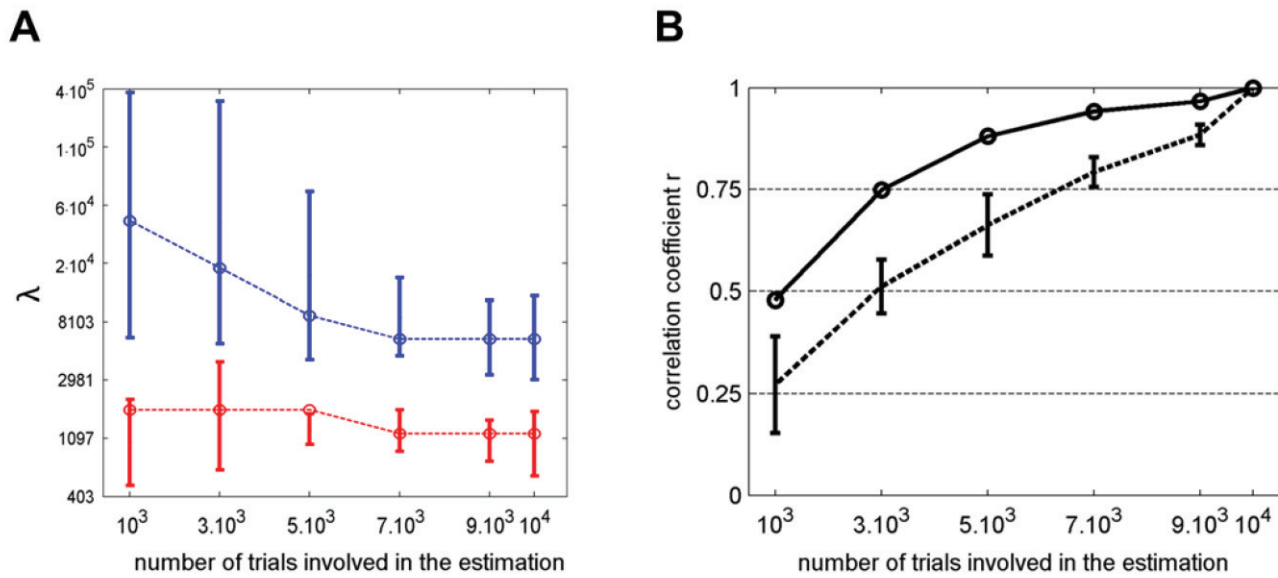 A
B
4·10⁵
1·10⁵
6·10⁴
2·10⁴
8103
2981
1097
403
λ
10³ 3.10³ 5.10³ 7.10³ 9.10³ 10⁴
number of trials involved in the estimation
1
0.75
0.5
0.25
0
correlation coefficient r
10³ 3.10³ 5.10³ 7.10³ 9.10³ 10⁴
number of trials involved in the estimation